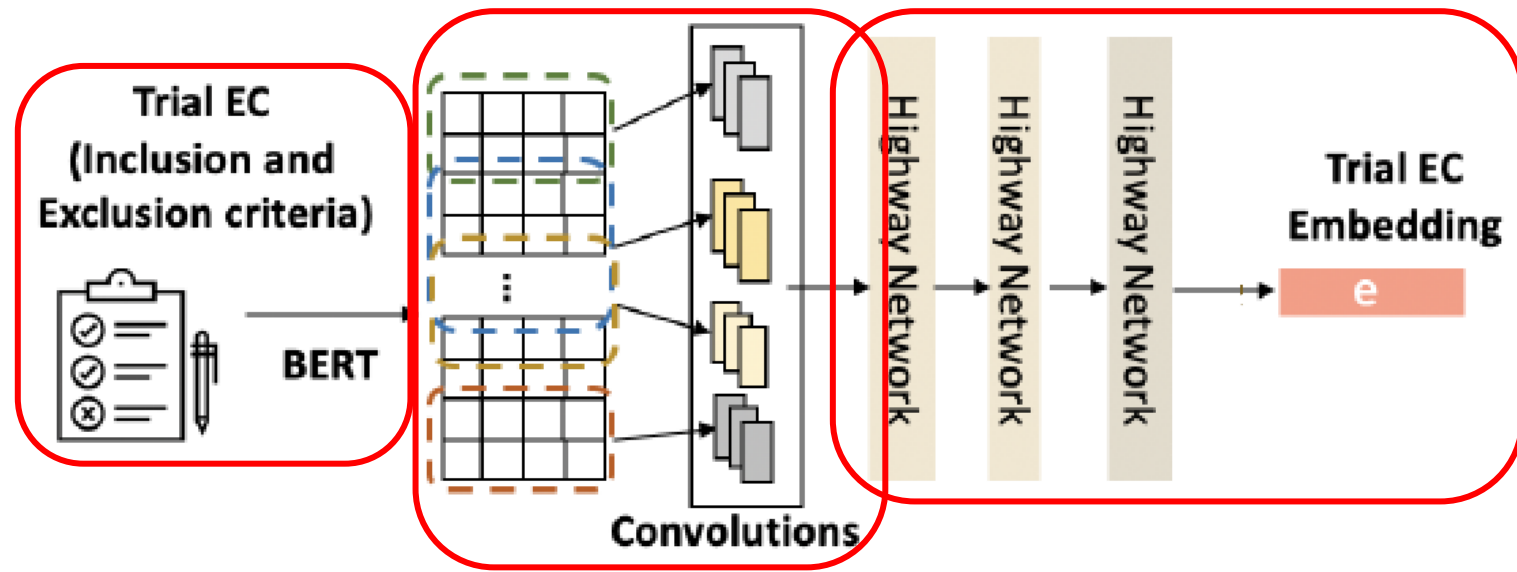 Trial EC
(Inclusion and
Exclusion criteria)
BERT
Convolutions
Highway Network
Highway Network
Highway Network
Trial EC
Embedding
e